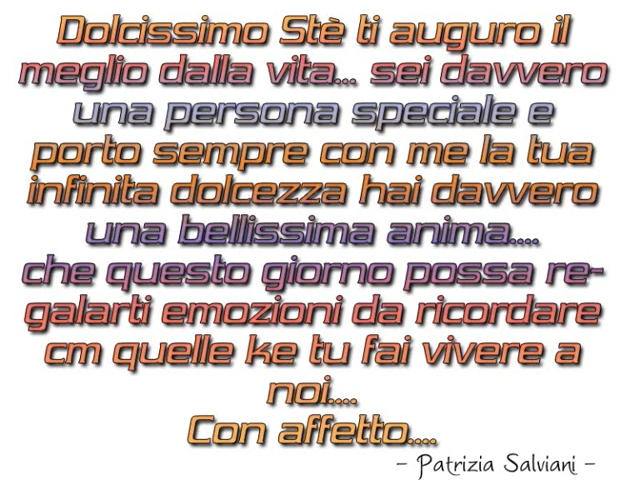 Dolcissimo Stè ti auguro il
meglio dalla vita... sei davvero
una persona speciale e
porto sempre con me la tua
infinita dolcezza hai davvero
una bellissima anima....
che questo giorno possa re-
galarti emozioni da ricordare
cm quelle ke tu fai vivere a
noi....
Con affetto....
- Patrizia Salviani -